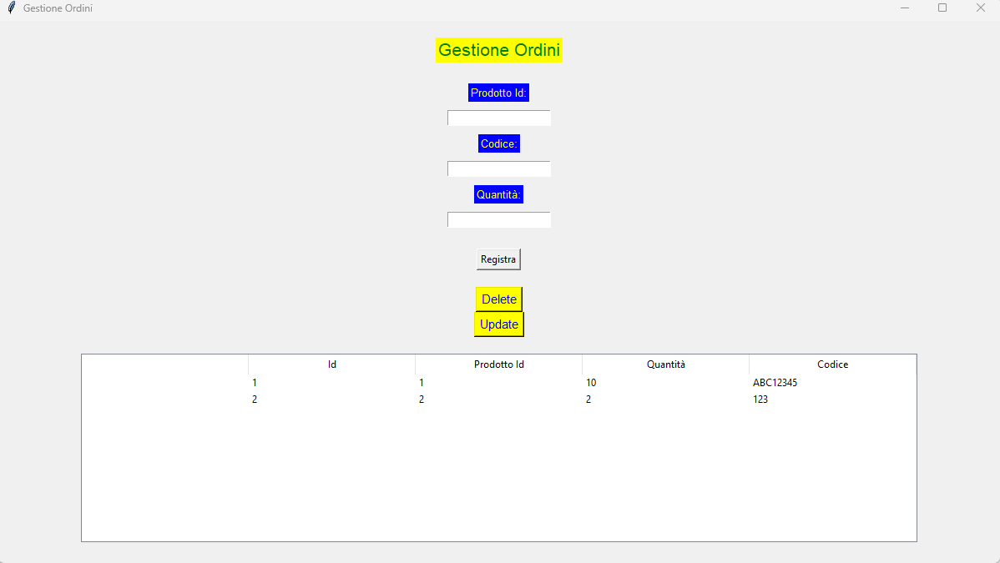 Gestione Ordini
Gestione Ordini
Prodotto Id:
Codice:
Quantità:
Registra
Delete
Update
Id Prodotto Id Quantità Codice
1 1 10 ABC12345
2 2 2 123